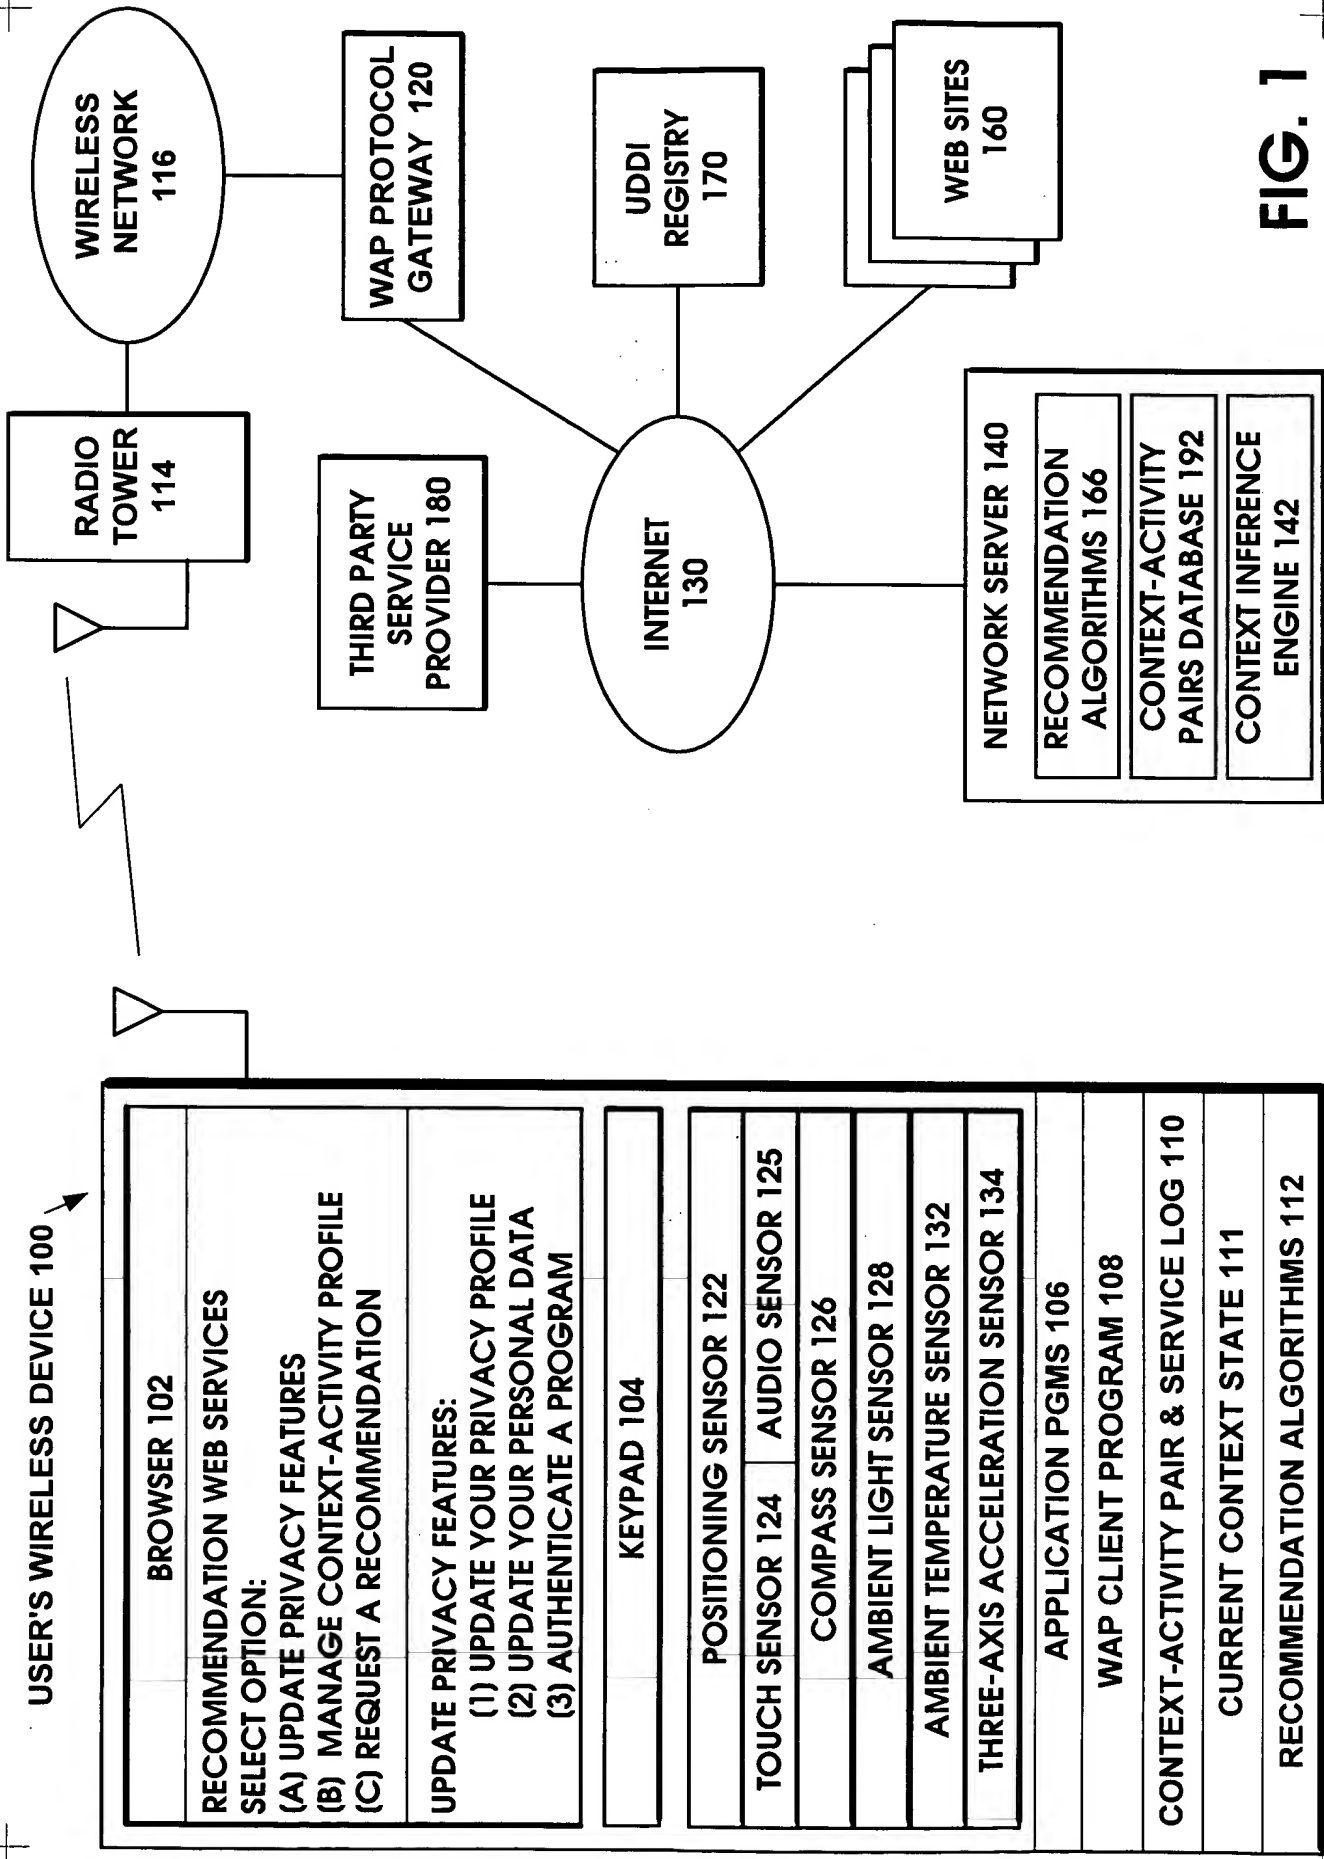 USER'S WIRELESS DEVICE 100
BROWSER 102
RECOMMENDATION WEB SERVICES
SELECT OPTION:
(A) UPDATE PRIVACY FEATURES
(B) MANAGE CONTEXT-ACTIVITY PROFILE
(C) REQUEST A RECOMMENDATION
UPDATE PRIVACY FEATURES:
(1) UPDATE YOUR PRIVACY PROFILE
(2) UPDATE YOUR PERSONAL DATA
(3) AUTHENTICATE A PROGRAM
KEYPAD 104
POSITIONING SENSOR 122
TOUCH SENSOR 124
AUDIO SENSOR 125
COMPASS SENSOR 126
AMBIENT LIGHT SENSOR 128
AMBIENT TEMPERATURE SENSOR 132
THREE-AXIS ACCELERATION SENSOR 134
APPLICATION PGMS 106
WAP CLIENT PROGRAM 108
CONTEXT-ACTIVITY PAIR & SERVICE LOG 110
CURRENT CONTEXT STATE 111
RECOMMENDATION ALGORITHMS 112
RADIO
TOWER
114
WIRELESS
NETWORK
116
WAP PROTOCOL
GATEWAY 120
THIRD PARTY
SERVICE
PROVIDER 180
INTERNET
130
UDDI
REGISTRY
170
WEB SITES
160
NETWORK SERVER 140
RECOMMENDATION
ALGORITHMS 166
CONTEXT-ACTIVITY
PAIRS DATABASE 192
CONTEXT INFERENCE
ENGINE 142
FIG. 1